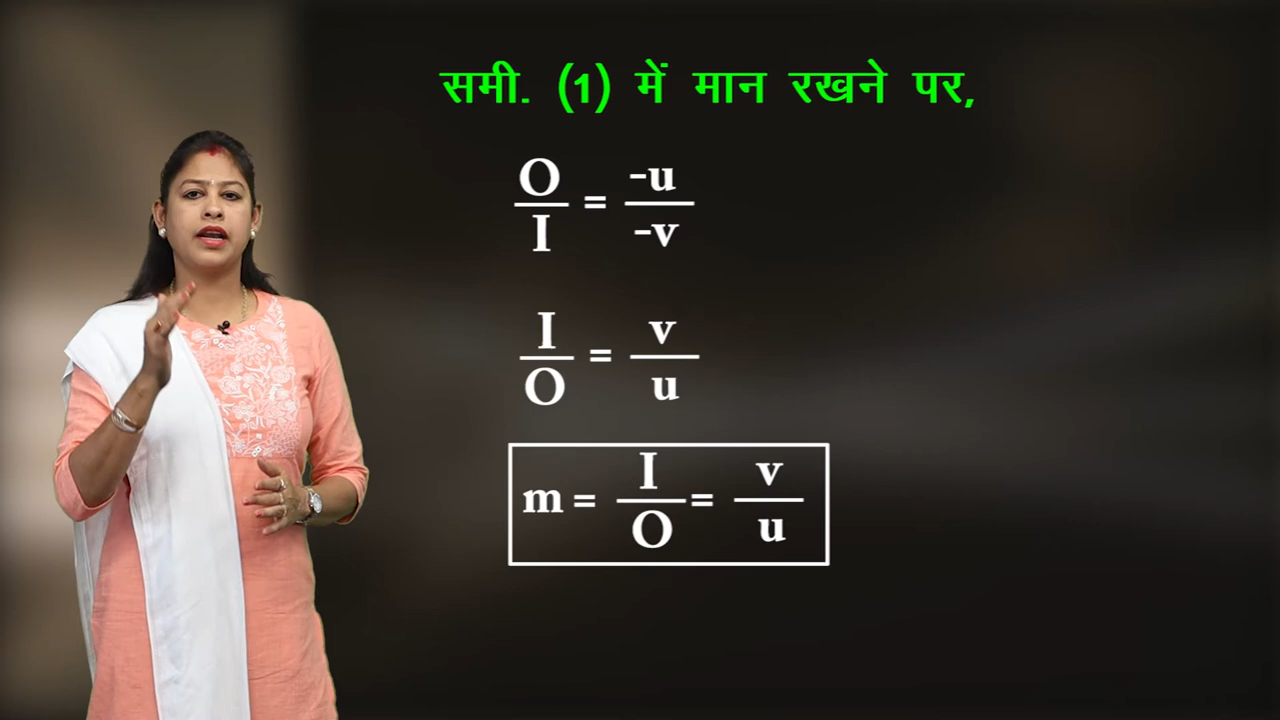 समी. (1) में मान रखने पर,
O/I = -u/-v
I/O = v/u
m = I/O = v/u